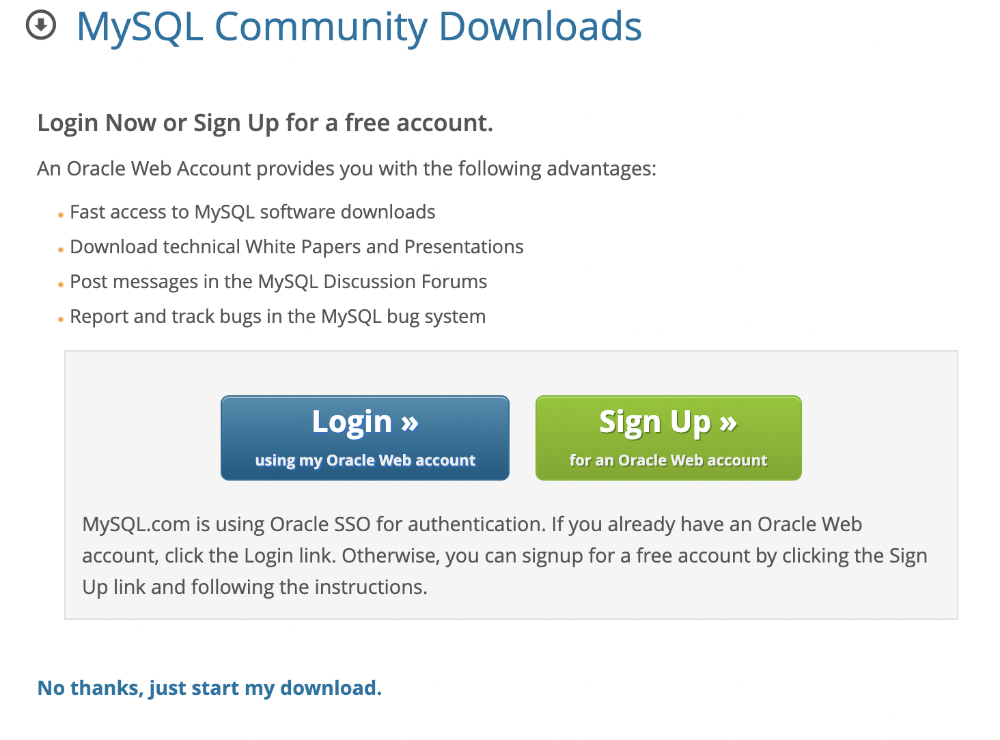 MySQL Community Downloads
Login Now or Sign Up for a free account.
An Oracle Web Account provides you with the following advantages:
Fast access to MySQL software downloads
Download technical White Papers and Presentations
Post messages in the MySQL Discussion Forums
Report and track bugs in the MySQL bug system
Login »
using my Oracle Web account
Sign Up »
for an Oracle Web account
MySQL.com is using Oracle SSO for authentication. If you already have an Oracle Web
account, click the Login link. Otherwise, you can signup for a free account by clicking the Sign
Up link and following the instructions.
No thanks, just start my download.